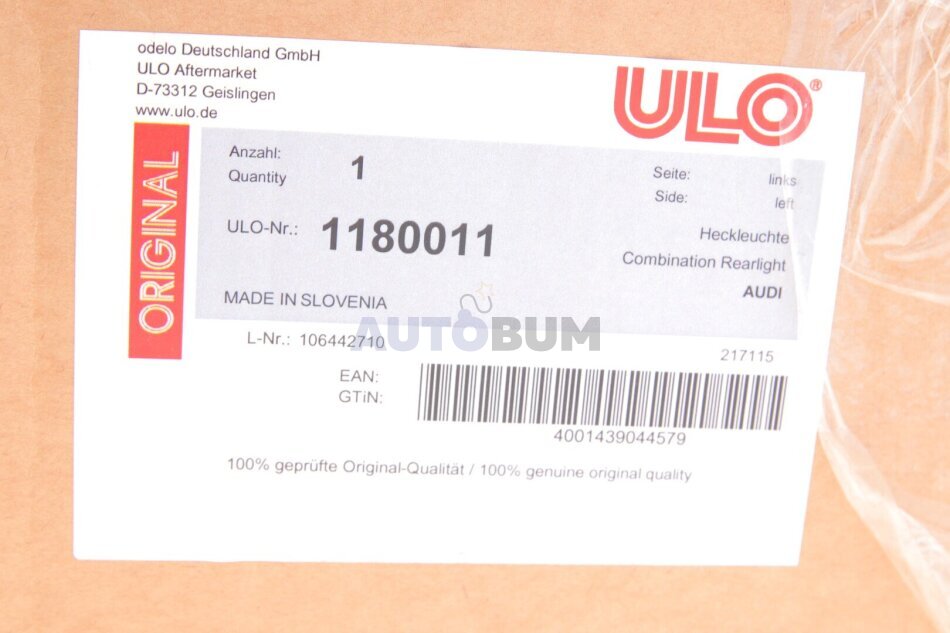 odelo Deutschland GmbH
ULO Aftermarket
D-73312 Geislingen
www.ulo.de
ULO®
ORIGINAL
Anzahl: 1
Quantity
Seite: links
Side: left
ULO-Nr.: 1180011
Heckleuchte
Combination Rearlight
AUDI
MADE IN SLOVENIA
AUTOBUM
L-Nr.: 106442710
217115
EAN:
GTiN:
4001439044579
100% geprüfte Original-Qualität / 100% genuine original quality